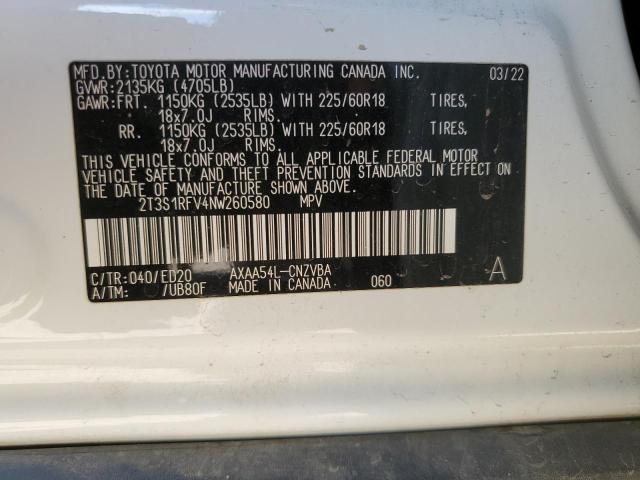 MFD.BY:TOYOTA MOTOR MANUFACTURING CANADA INC. 03/22
GVWR:2135KG (4705LB)
GAWR:FRT. 1150KG (2535LB) WITH 225/60R18 TIRES,
18x7.0J RIMS.
RR. 1150KG (2535LB) WITH 225/60R18 TIRES,
18x7.0J RIMS.
THIS VEHICLE CONFORMS TO ALL APPLICABLE FEDERAL MOTOR
VEHICLE SAFETY AND THEFT PREVENTION STANDARDS IN EFFECT ON
THE DATE OF MANUFACTURE SHOWN ABOVE.
2T3S1RFV4NW260580 MPV
C/TR:040/ED20 AXAA54L-CNZVBA
A/TM: /UB80F MADE IN CANADA 060 A